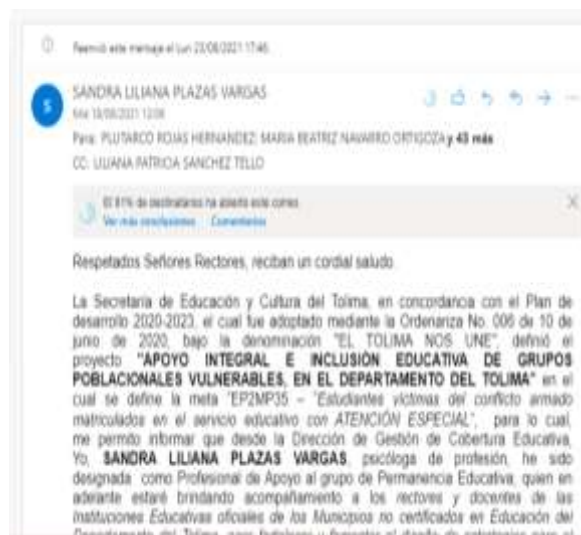 Reenvió este mensaje el Lun 23/08/2021 17:46.
S
SANDRA LILIANA PLAZAS VARGAS
Mié 18/08/2021 12:08
Para: PLUTARCO ROJAS HERNANDEZ; MARIA BEATRIZ NAVARRO ORTIGOZA y 43 más
CC: LILIANA PATRICIA SANCHEZ TELLO
El 81% de destinatarios ha abierto este correo.
Ver más conclusiones Comentarios
Respetados Señores Rectores, reciban un cordial saludo.
La Secretaria de Educación y Cultura del Tolima, en concordancia con el Plan de
desarrollo 2020-2023, el cual fue adoptado mediante la Ordenanza No. 006 de 10 de
junio de 2020, bajo la denominación "EL TOLIMA NOS UNE", definió el
proyecto "APOYO INTEGRAL E INCLUSIÓN EDUCATIVA DE GRUPOS
POBLACIONALES VULNERABLES, EN EL DEPARTAMENTO DEL TOLIMA" en el
cual se define la meta "EP2MP35 – "Estudiantes víctimas del conflicto armado
matriculados en el servicio educativo con ATENCIÓN ESPECIAL", para lo cual,
me permito informar que desde la Dirección de Gestión de Cobertura Educativa,
Yo, SANDRA LILIANA PLAZAS VARGAS, psicóloga de profesión, he sido
designada como Profesional de Apoyo al grupo de Permanencia Educativa; quien en
adelante estaré brindando acompañamiento a los rectores y docentes de las
Instituciones Educativas oficiales de los Municipios no certificados en Educación del